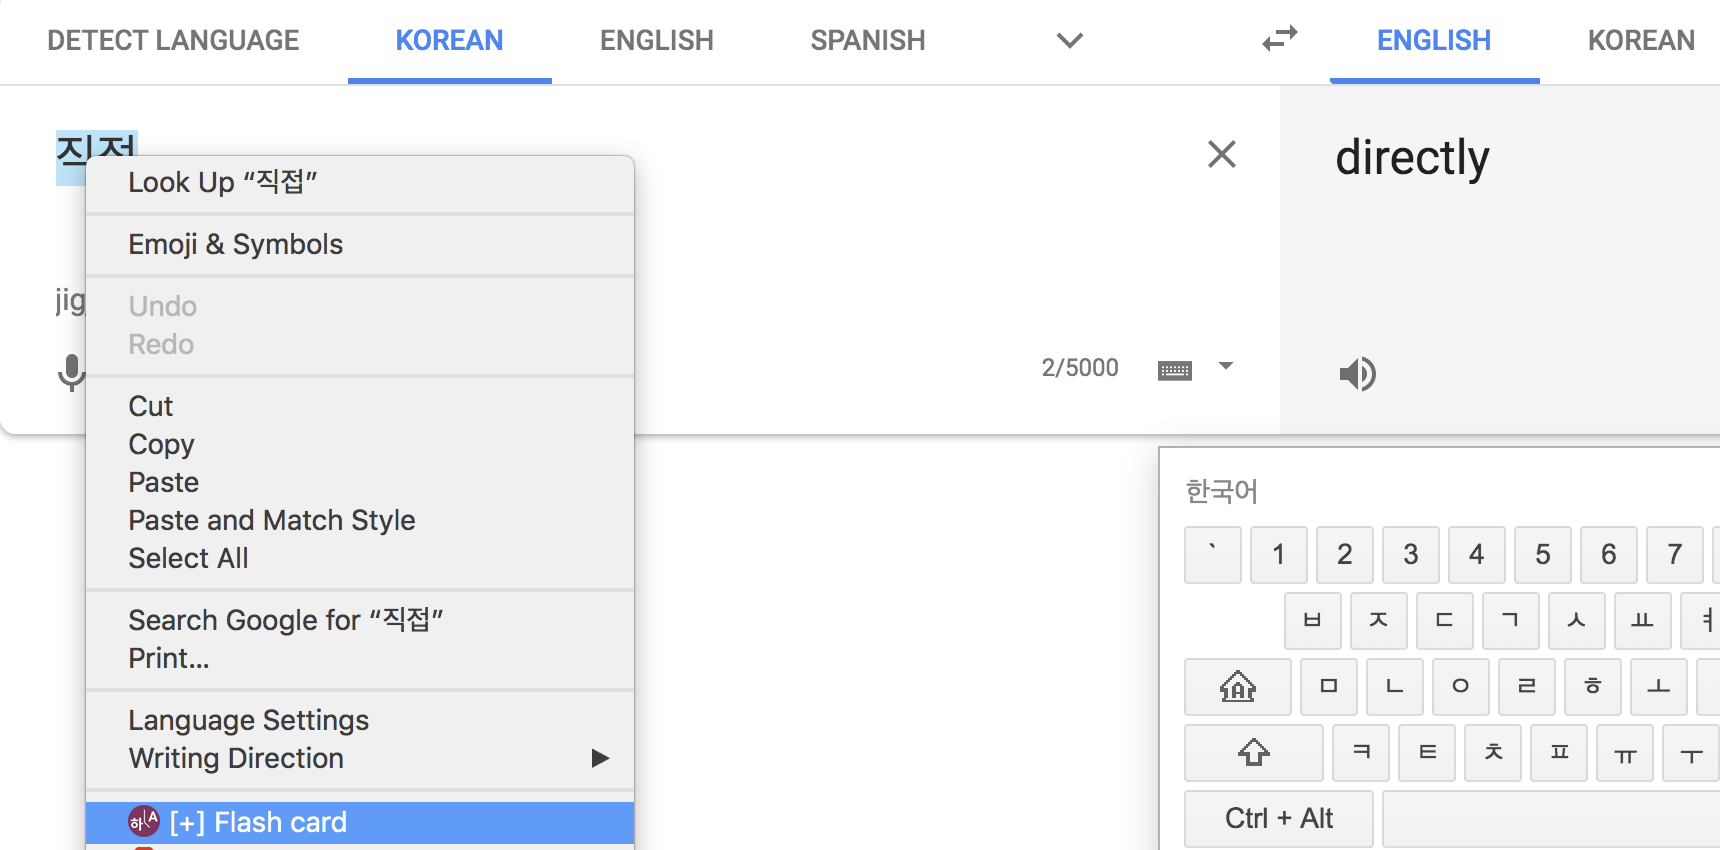 DETECT LANGUAGE KOREAN ENGLISH SPANISH ENGLISH KOREAN
직접
directly
Look Up “직접”
Emoji & Symbols
Undo
Redo
Cut
Copy
Paste
Paste and Match Style
Select All
Search Google for “직접”
Print...
Language Settings
Writing Direction
하 A [+] Flash card
2/5000
한국어
` 1 2 3 4 5 6 7
ㅂ ㅈ ㄷ ㄱ ㅅ ㅛ ㅕ
ㅁ ㄴ ㅇ ㄹ ㅎ ㅗ
ㅋ ㅌ ㅊ ㅍ ㅠ ㅜ
Ctrl + Alt